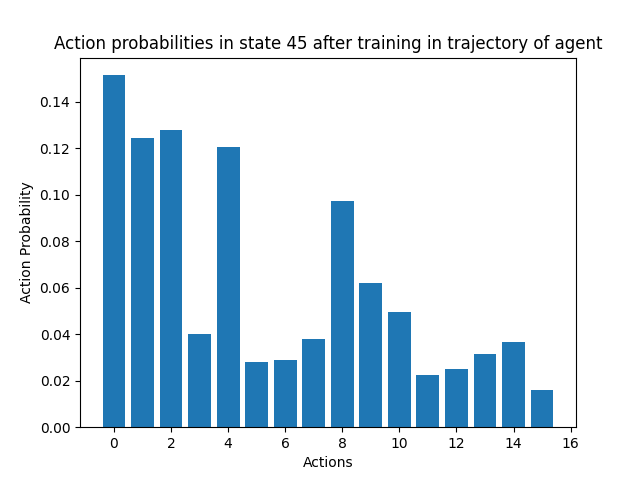 Action probabilities in state 45 after training in trajectory of agent
0.14
0.12
0.10
0.08
0.06
0.04
0.02
0.00
Action Probability
0 2 4 6 8 10 12 14 16
Actions